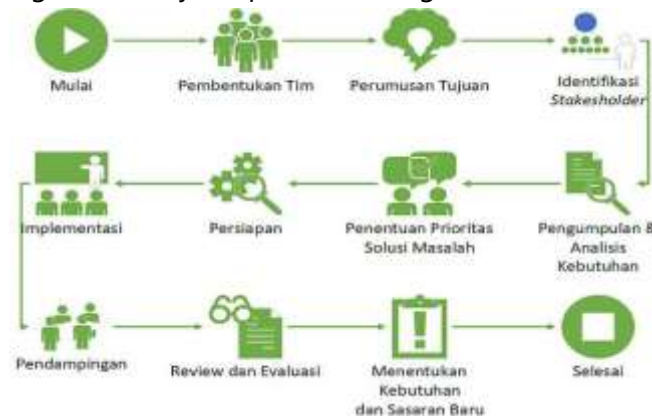 Mulai
Pembentukan Tim
Perumusan Tujuan
Identifikasi
Stakesholder
Implementasi
Persiapan
Penentuan Prioritas
Solusi Masalah
Pengumpulan &
Analisis
Kebutuhan
Pendampingan
Review dan Evaluasi
Menentukan
Kebutuhan
dan Sasaran Baru
Selesai